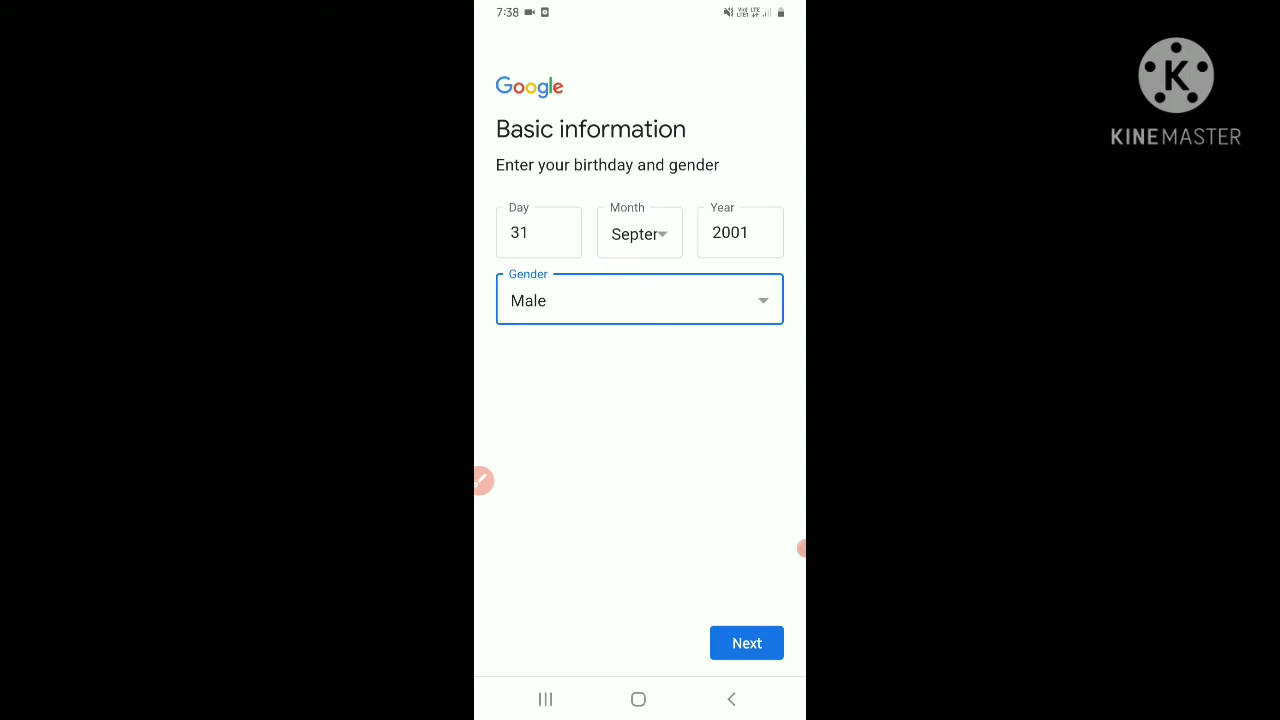 7:38
Google
Basic information
Enter your birthday and gender
Day
Month
Year
31
Septer
2001
Gender
Male
Next
K
KINEMASTER